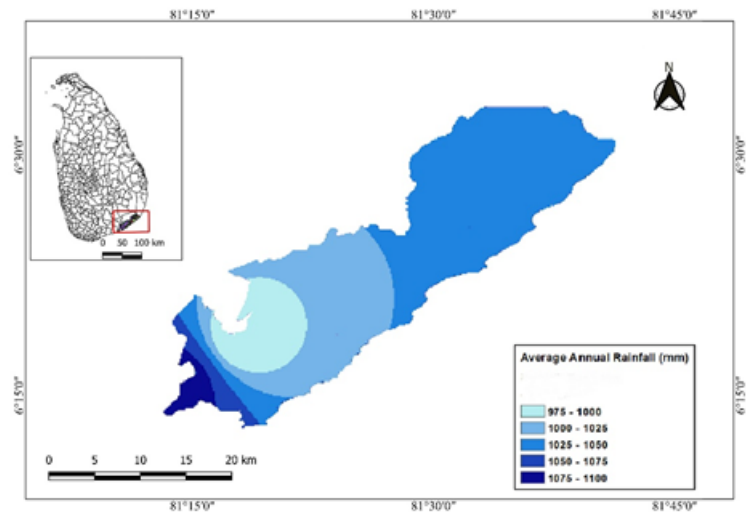 81°15'0" 81°30'0" 81°45'0"
N
6°30'0" 6°30'0"
0 50 100 km
Average Annual Rainfall (mm)
975 - 1000
1000 - 1025
1025 - 1050
1050 - 1075
1075 - 1100
6°15'0" 6°15'0"
0 5 10 15 20 km
81°15'0" 81°30'0" 81°45'0"